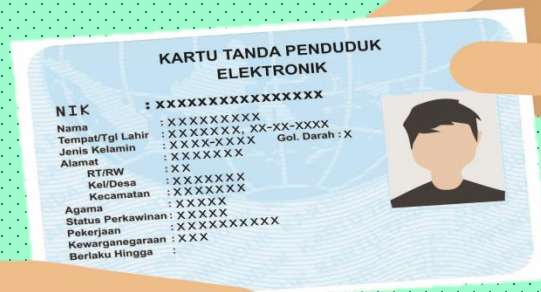 KARTU TANDA PENDUDUK
ELEKTRONIK
NIK : XXXXXXXXXXXXXXXX
Nama : XXXXXXXXX
Tempat/Tgl Lahir : XXXXXXX, XX-XX-XXXX
Jenis Kelamin : XXXX-XXXX Gol. Darah : X
Alamat : XXXXXXX
RT/RW : XX
Kel/Desa : XXXXXXX
Kecamatan : XXXXXXX
Agama : XXXXX
Status Perkawinan : XXXXX
Pekerjaan : XXXXXXXXXX
Kewarganegaraan : XXX
Berlaku Hingga :